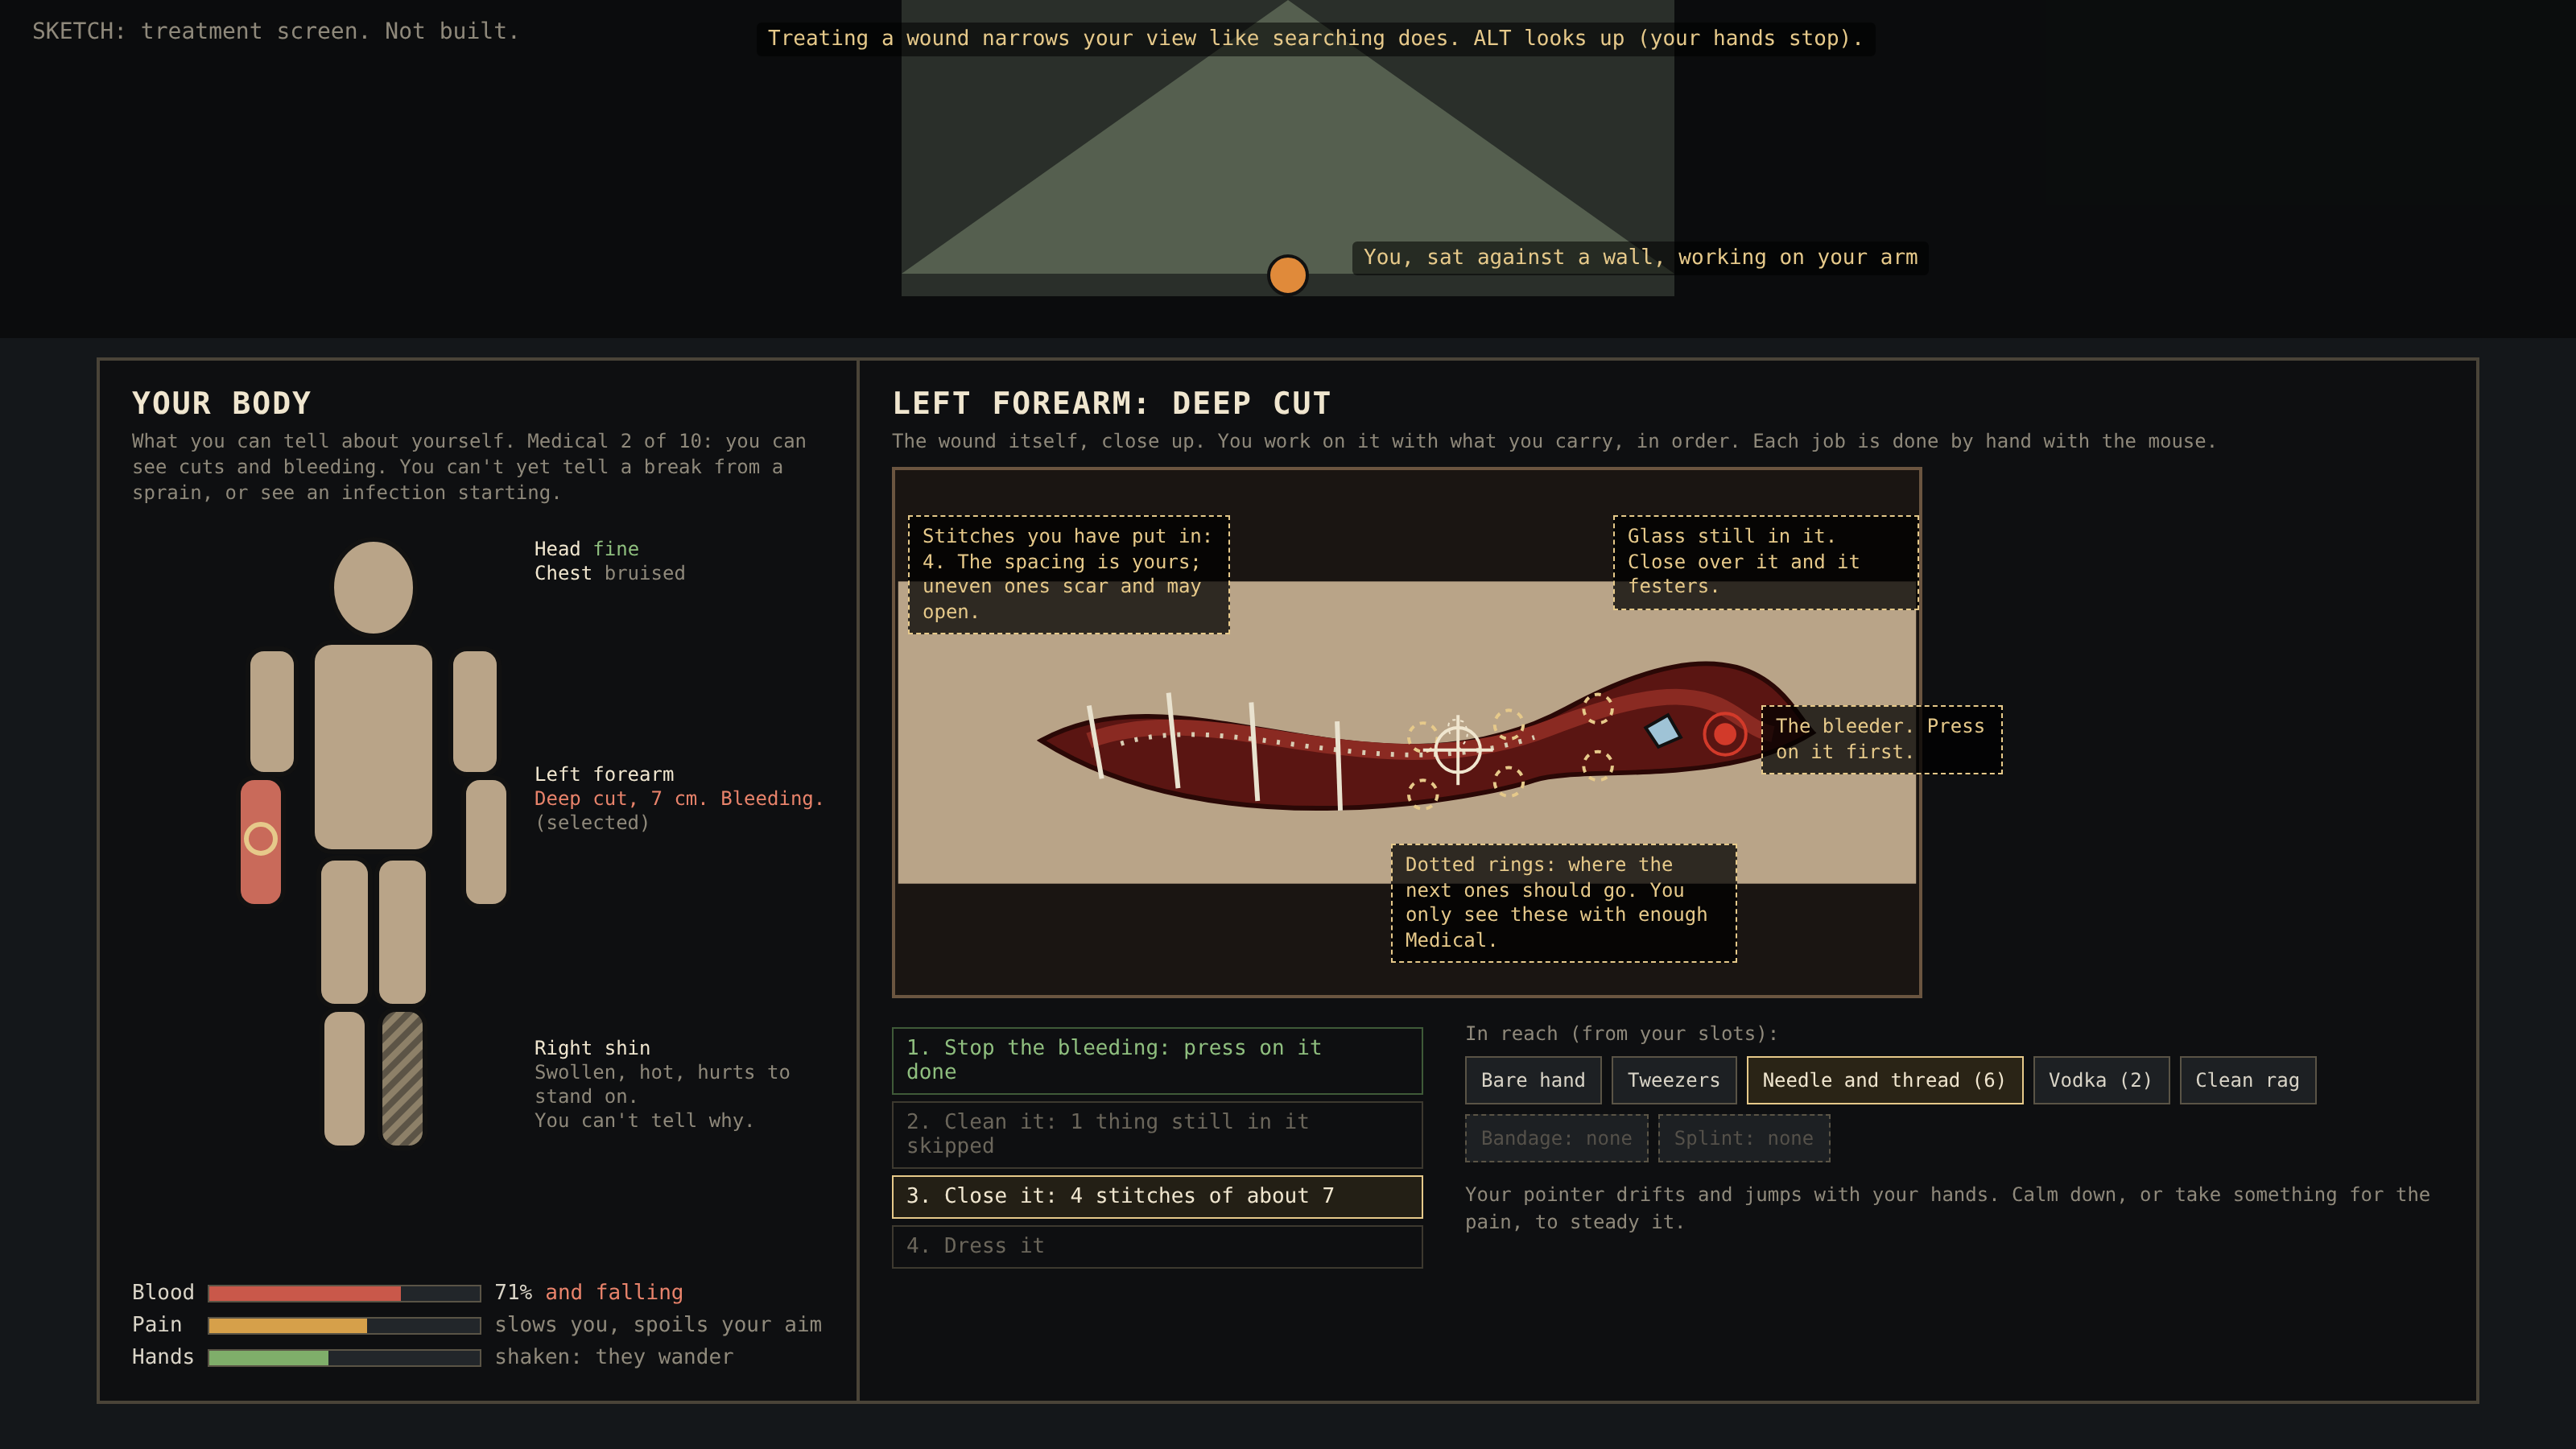 SKETCH: treatment screen. Not built.
Treating a wound narrows your view like searching does. ALT looks up (your hands stop).
You, sat against a wall, working on your arm
YOUR BODY
What you can tell about yourself. Medical 2 of 10: you can
see cuts and bleeding. You can't yet tell a break from a
sprain, or see an infection starting.
Head fine
Chest bruised
Left forearm
Deep cut, 7 cm. Bleeding.
(selected)
Right shin
Swollen, hot, hurts to
stand on.
You can't tell why.
Blood 71% and falling
Pain slows you, spoils your aim
Hands shaken: they wander
LEFT FOREARM: DEEP CUT
The wound itself, close up. You work on it with what you carry, in order. Each job is done by hand with the mouse.
Stitches you have put in:
4. The spacing is yours;
uneven ones scar and may
open.
Glass still in it.
Close over it and it
festers.
The bleeder. Press
on it first.
Dotted rings: where the
next ones should go. You
only see these with enough
Medical.
1. Stop the bleeding: press on it
done
2. Clean it: 1 thing still in it
skipped
3. Close it: 4 stitches of about 7
4. Dress it
In reach (from your slots):
Bare hand
Tweezers
Needle and thread (6)
Vodka (2)
Clean rag
Bandage: none
Splint: none
Your pointer drifts and jumps with your hands. Calm down, or take something for the
pain, to steady it.